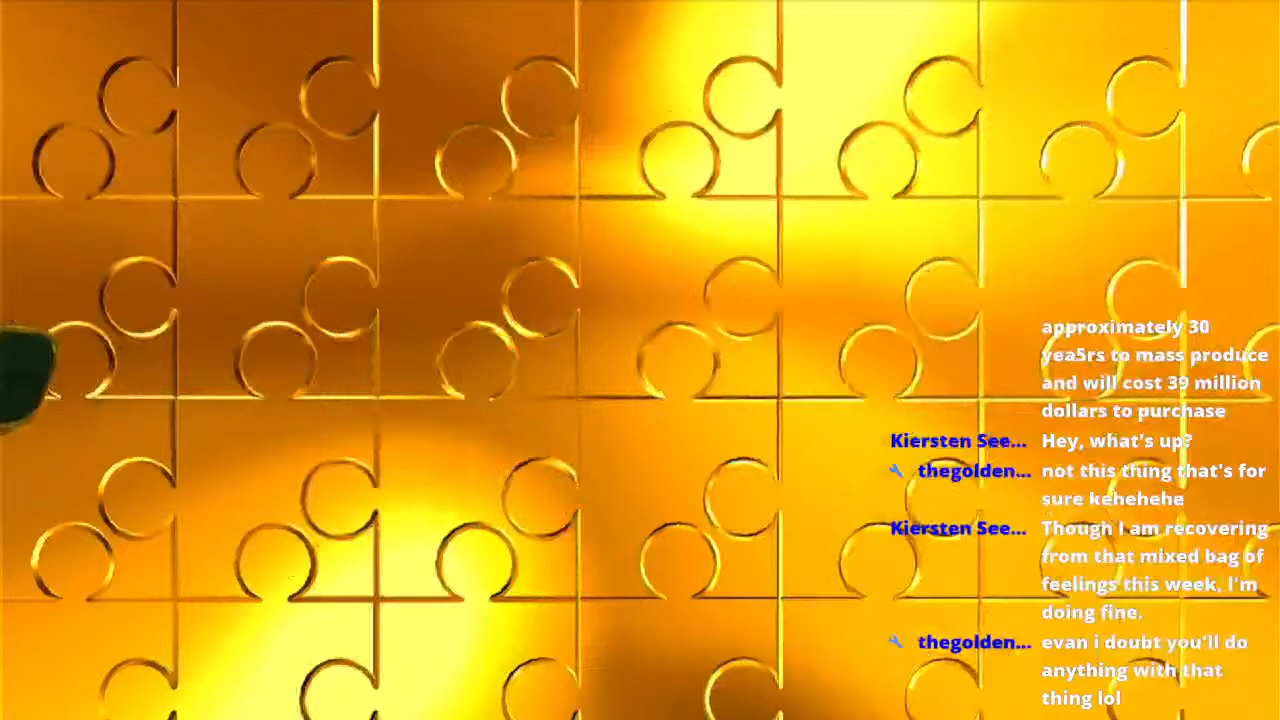 approximately 30
yea5rs to mass produce
and will cost 39 million
dollars to purchase
Kiersten See... Hey, what's up?
thegolden... not this thing that's for
sure kehehehe
Kiersten See... Though I am recovering
from that mixed bag of
feelings this week, I'm
doing fine.
thegolden... evan i doubt you'll do
anything with that
thing lol